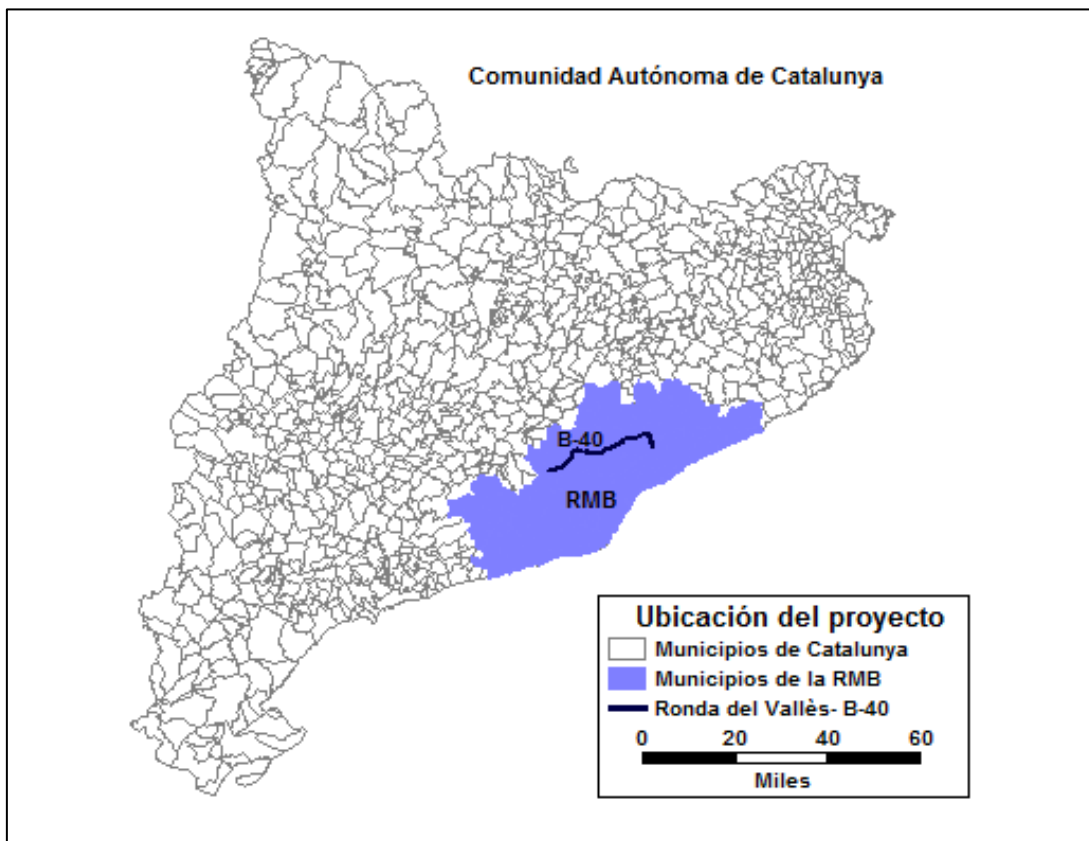 Comunidad Autónoma de Catalunya
B-40
RMB
Ubicación del proyecto
Municipios de Catalunya
Municipios de la RMB
Ronda del Vallès- B-40
0 20 40 60
Miles